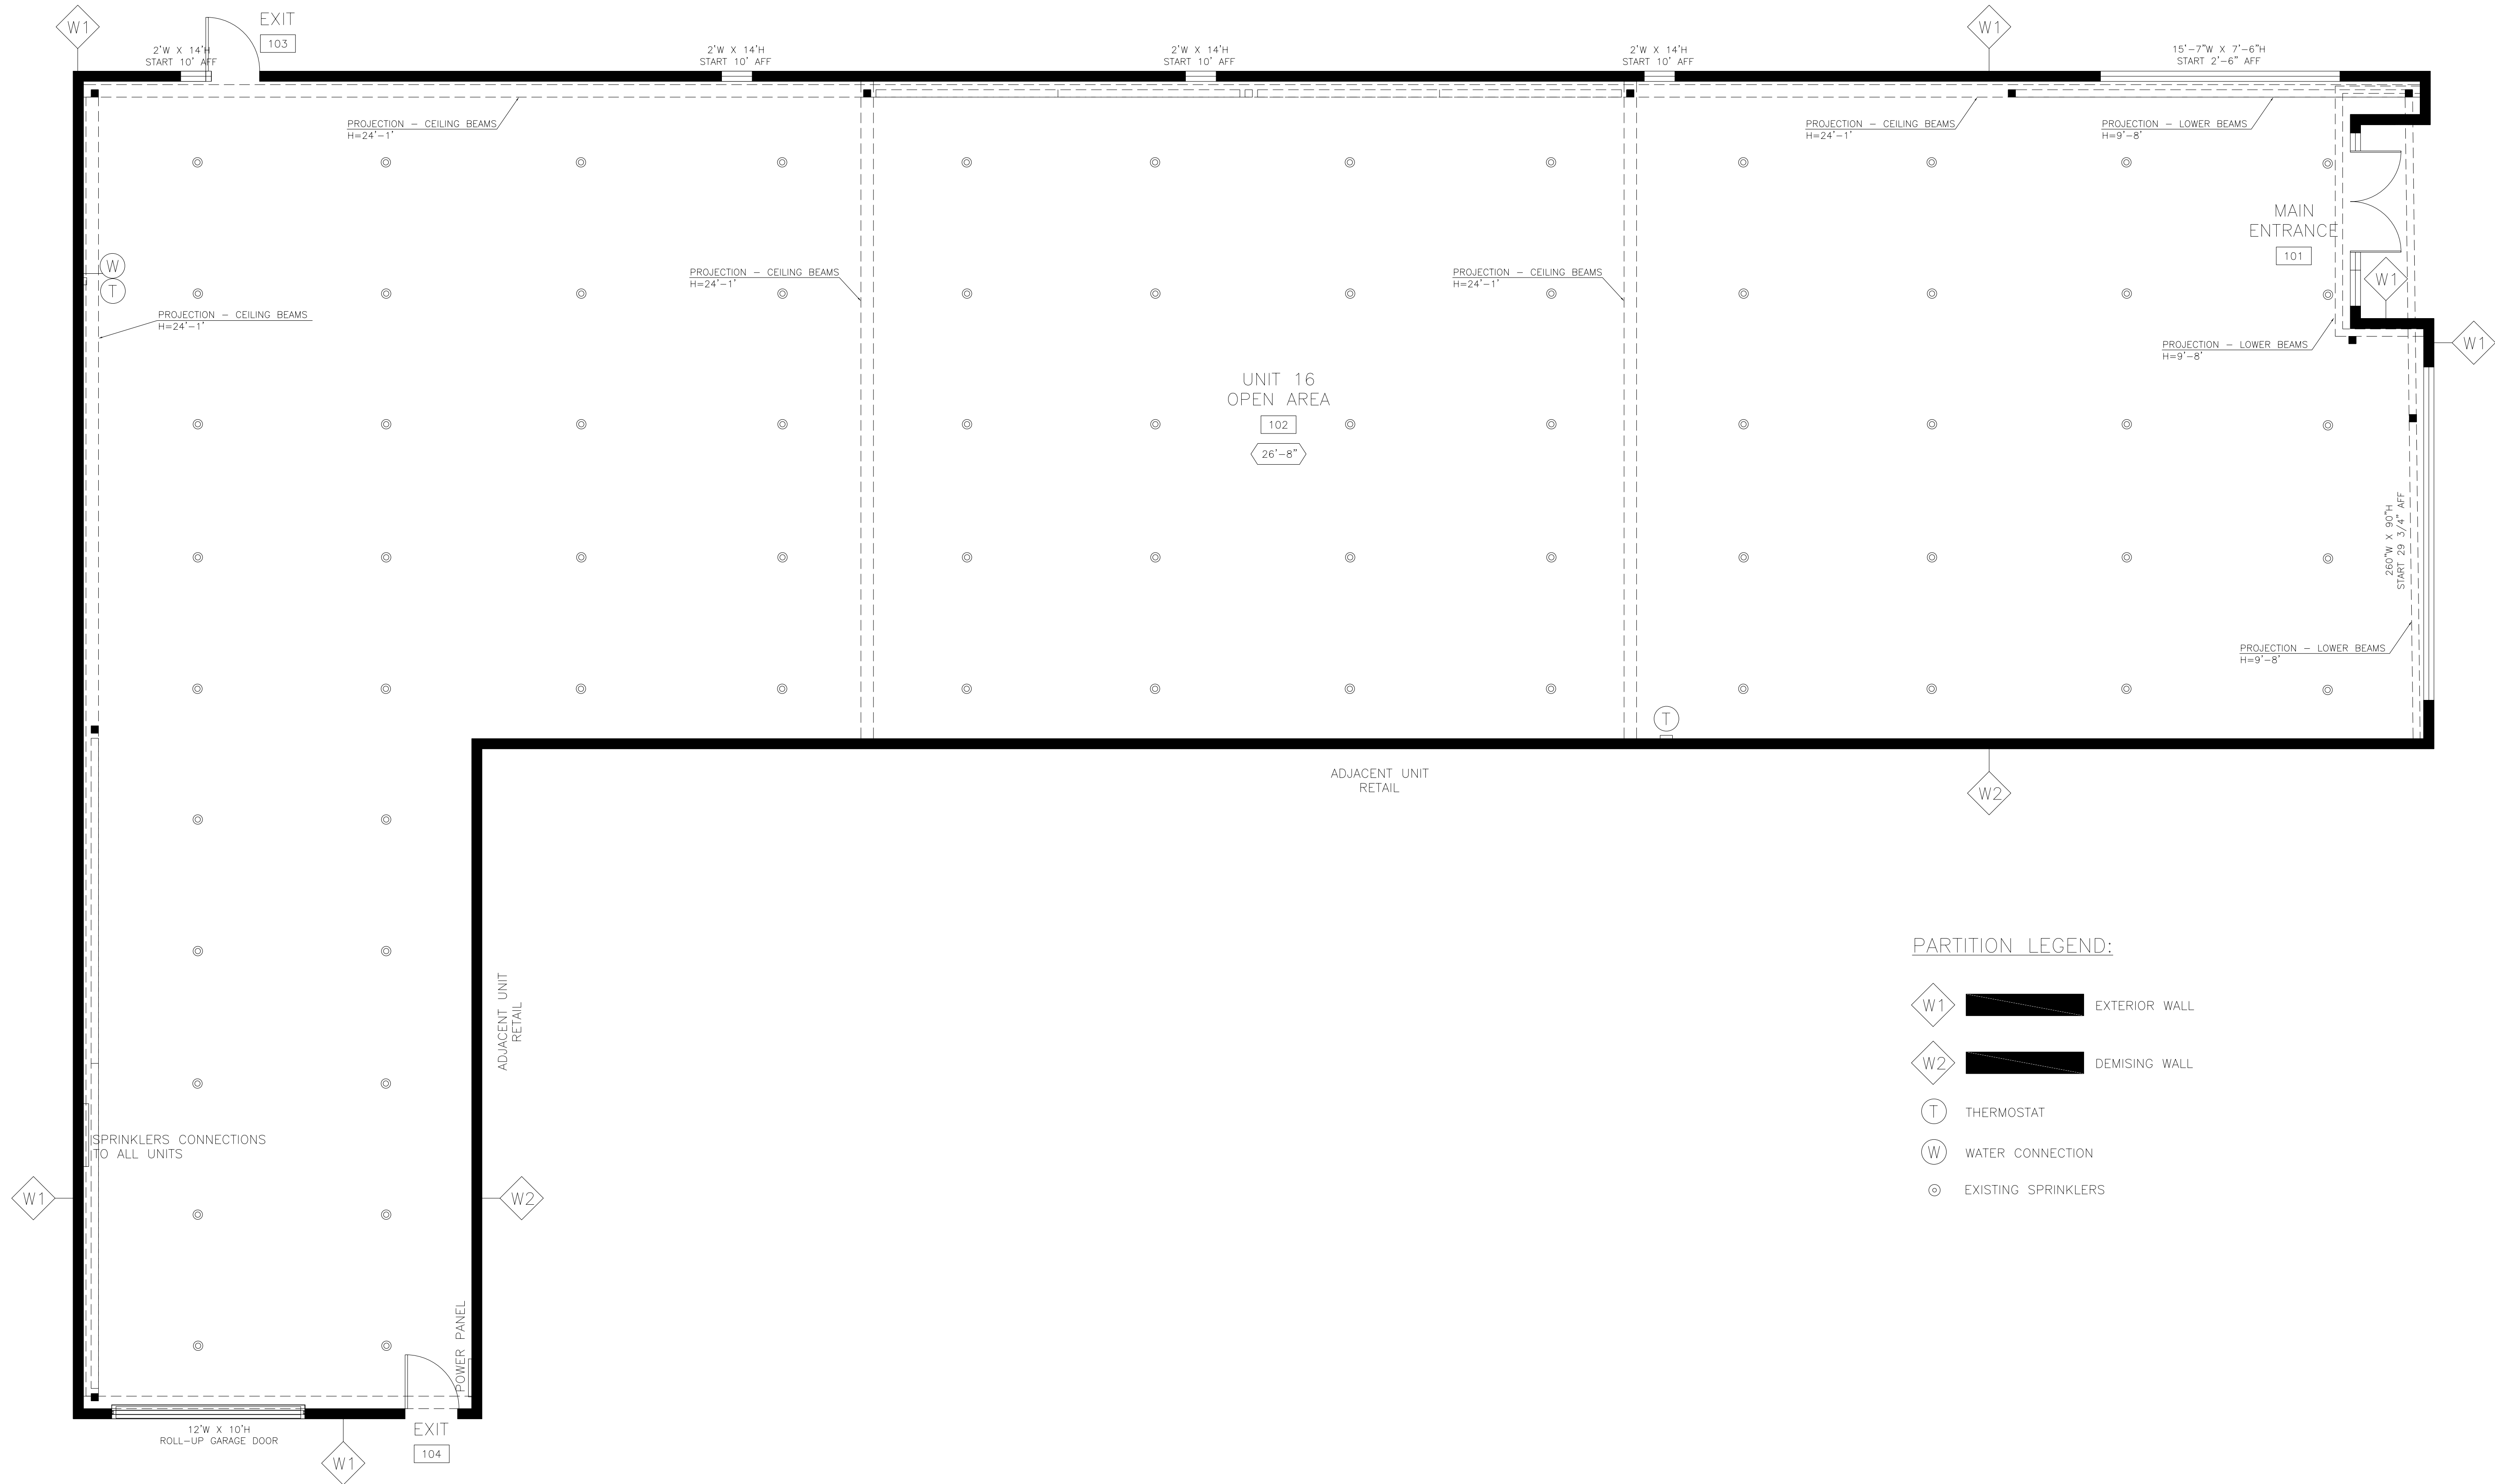 W1
EXIT
103
W1
2'W X 14'H
START 10' AFF
2'W X 14'H
START 10' AFF
2'W X 14'H
START 10' AFF
2'W X 14'H
START 10' AFF
15'-7"W X 7'-6"H
START 2'-6" AFF
PROJECTION - CEILING BEAMS
H=24'-1'
PROJECTION - CEILING BEAMS
H=24'-1'
PROJECTION - LOWER BEAMS
H=9'-8'
MAIN
ENTRANCE
101
W1
W
T
PROJECTION - CEILING BEAMS
H=24'-1'
PROJECTION - CEILING BEAMS
H=24'-1'
PROJECTION - CEILING BEAMS
H=24'-1'
PROJECTION - LOWER BEAMS
H=9'-8'
W1
UNIT 16
OPEN AREA
102
26'-8"
260"W X 90"H
START 29 3/4" AFF
PROJECTION - LOWER BEAMS
H=9'-8'
T
ADJACENT UNIT
RETAIL
W2
ADJACENT UNIT
RETAIL
SPRINKLERS CONNECTIONS
TO ALL UNITS
W1
W2
POWER PANEL
12'W X 10'H
ROLL-UP GARAGE DOOR
EXIT
104
W1
PARTITION LEGEND:
W1 EXTERIOR WALL
W2 DEMISING WALL
T THERMOSTAT
W WATER CONNECTION
EXISTING SPRINKLERS